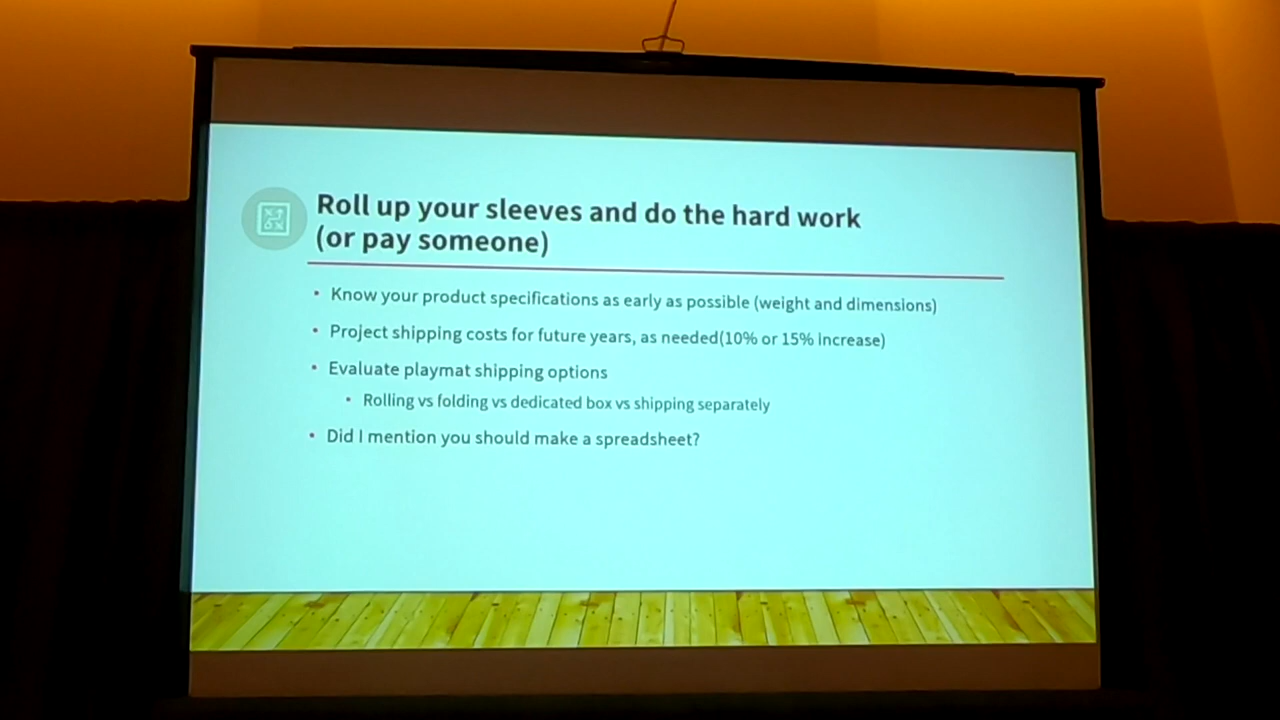 Roll up your sleeves and do the hard work
(or pay someone)
• Know your product specifications as early as possible (weight and dimensions)
• Project shipping costs for future years, as needed(10% or 15% increase)
• Evaluate playmat shipping options
• Rolling vs folding vs dedicated box vs shipping separately
• Did I mention you should make a spreadsheet?